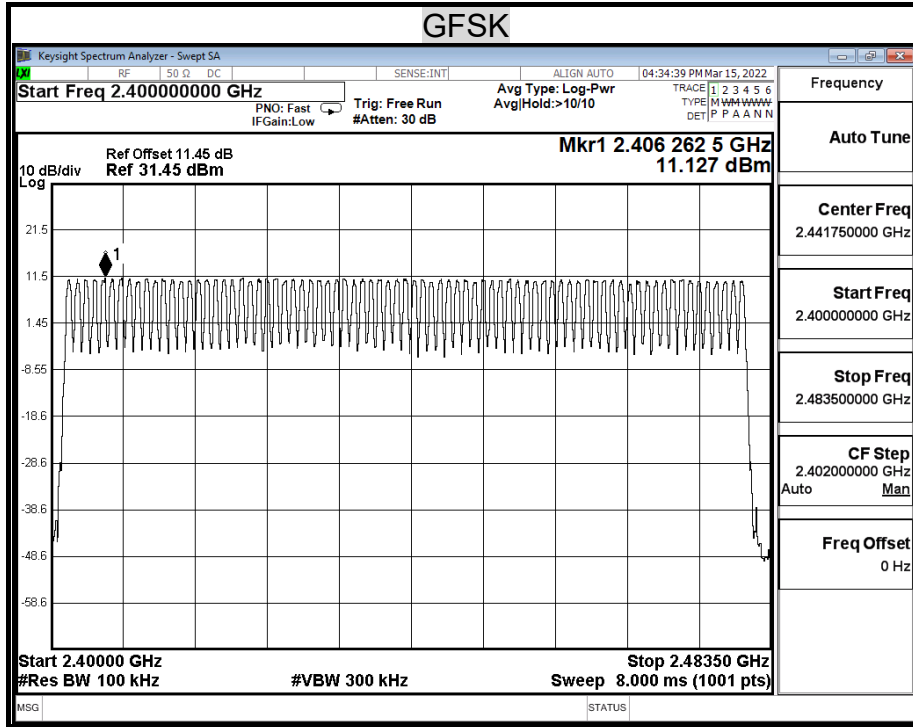 GFSK
Keysight Spectrum Analyzer - Swept SA
LXI RF 50 Ω DC SENSE:INT ALIGN AUTO 04:34:39 PM Mar 15, 2022
Start Freq 2.400000000 GHz
PNO: Fast
IFGain:Low
Trig: Free Run
#Atten: 30 dB
Avg Type: Log-Pwr
Avg|Hold:>10/10
TRACE 1 2 3 4 5 6
TYPE M WM WWWW
DET P P A A N N
Ref Offset 11.45 dB
10 dB/div Ref 31.45 dBm
Log
Mkr1 2.406 262 5 GHz
11.127 dBm
21.5
1
11.5
1.45
-8.55
-18.6
-28.6
-38.6
-48.6
-58.6
Start 2.40000 GHz Stop 2.48350 GHz
#Res BW 100 kHz #VBW 300 kHz Sweep 8.000 ms (1001 pts)
MSG STATUS
Frequency
Auto Tune
Center Freq
2.441750000 GHz
Start Freq
2.400000000 GHz
Stop Freq
2.483500000 GHz
CF Step
2.402000000 GHz
Auto Man
Freq Offset
0 Hz